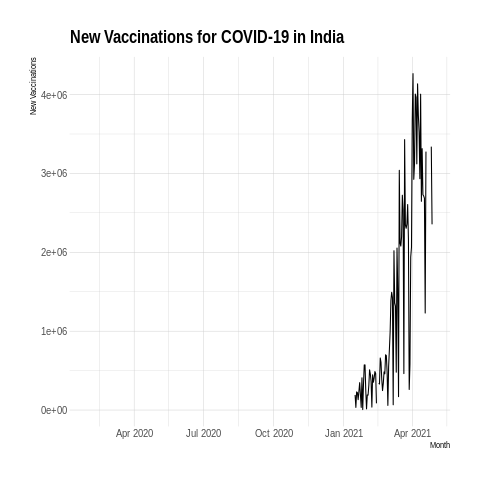 New Vaccinations for COVID-19 in India
New Vaccinations
4e+06
3e+06
2e+06
1e+06
0e+00
Apr 2020 Jul 2020 Oct 2020 Jan 2021 Apr 2021
Month